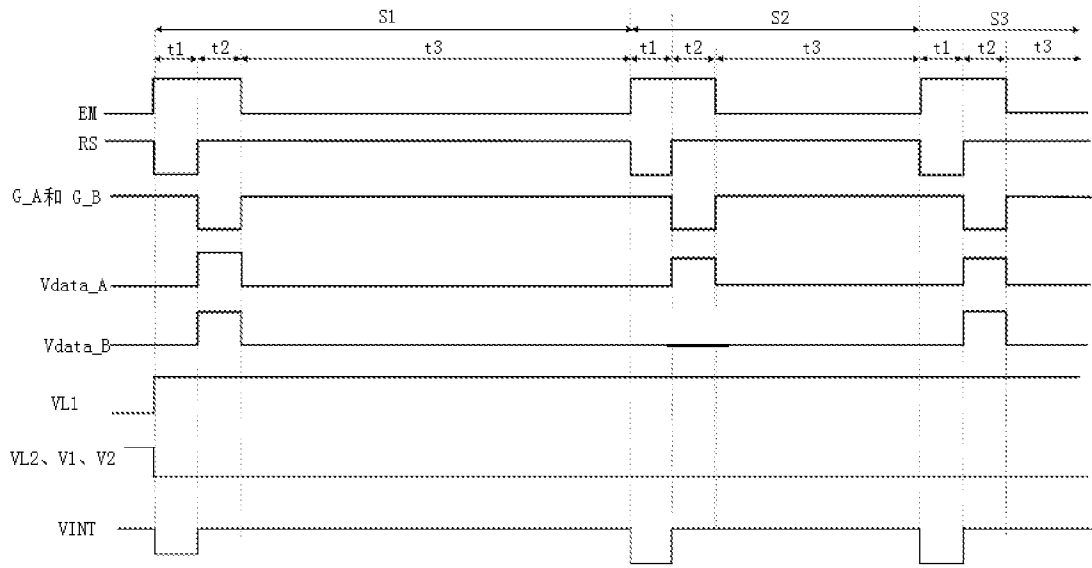 S1 S2 S3
t1 t2 t3 t1 t2 t3 t1 t2 t3
EM
RS
G_A和 G_B
Vdata_A
Vdata_B
VL1
VL2、V1、V2
VINT